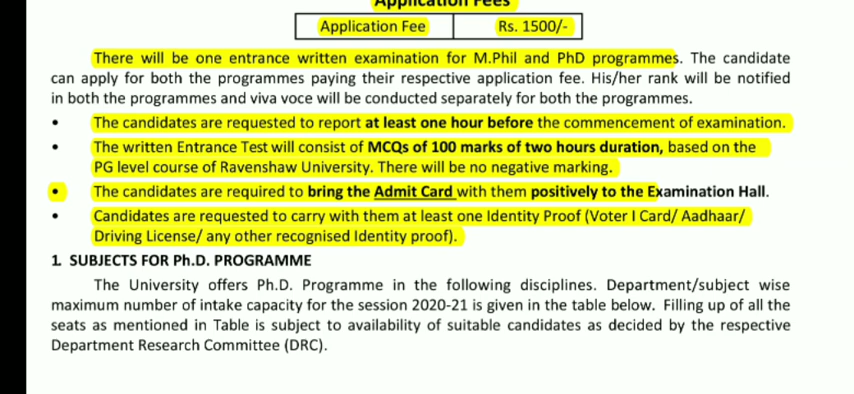 Application Fees
Application Fee Rs. 1500/-
There will be one entrance written examination for M.Phil and PhD programmes. The candidate
can apply for both the programmes paying their respective application fee. His/her rank will be notified
in both the programmes and viva voce will be conducted separately for both the programmes.
• The candidates are requested to report at least one hour before the commencement of examination.
• The written Entrance Test will consist of MCQs of 100 marks of two hours duration, based on the
PG level course of Ravenshaw University. There will be no negative marking.
• The candidates are required to bring the Admit Card with them positively to the Examination Hall.
• Candidates are requested to carry with them at least one Identity Proof (Voter I Card/ Aadhaar/
Driving License/ any other recognised Identity proof).
1. SUBJECTS FOR Ph.D. PROGRAMME
The University offers Ph.D. Programme in the following disciplines. Department/subject wise
maximum number of intake capacity for the session 2020-21 is given in the table below. Filling up of all the
seats as mentioned in Table is subject to availability of suitable candidates as decided by the respective
Department Research Committee (DRC).